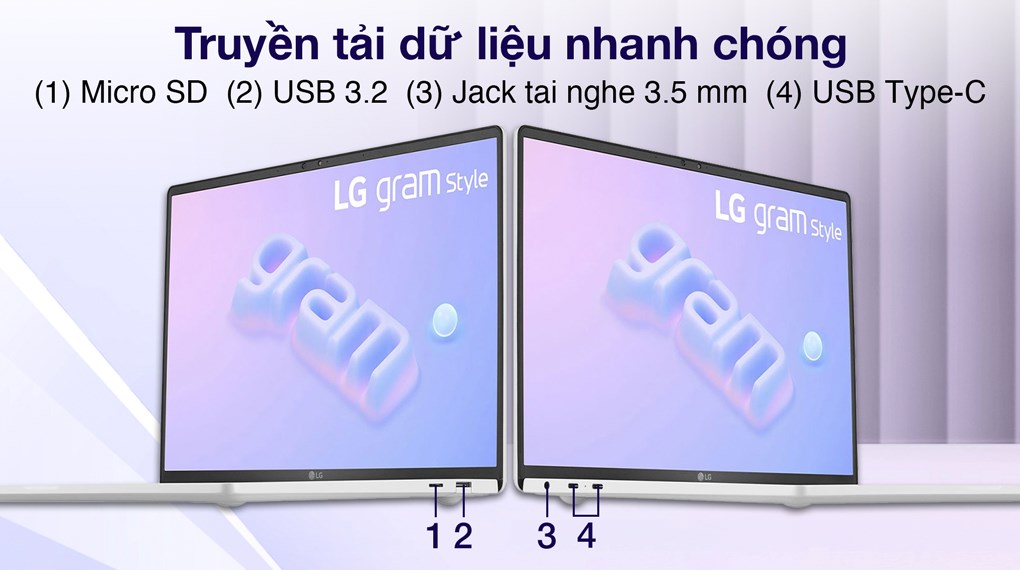 Truyền tải dữ liệu nhanh chóng
(1) Micro SD (2) USB 3.2 (3) Jack tai nghe 3.5 mm (4) USB Type-C
LG gram Style
LG gram Style
gram
gram
LG
LG
1 2 3 4